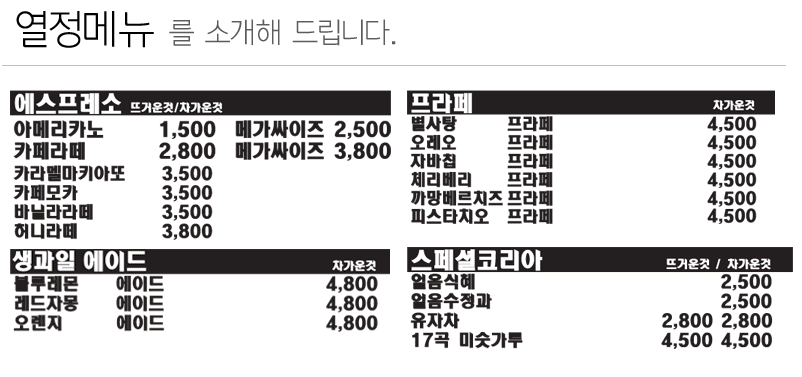 열정메뉴 를 소개해 드립니다.
에스프레소 뜨거운것/차가운것
아메리카노 1,500 메가싸이즈 2,500
카페라떼 2,800 메가싸이즈 3,800
카라멜마키아또 3,500
카페모카 3,500
바닐라라떼 3,500
허니라떼 3,800
생과일 에이드 차가운것
블루레몬 에이드 4,800
레드자몽 에이드 4,800
오렌지 에이드 4,800
프라페 차가운것
별사탕 프라페 4,500
오레오 프라페 4,500
자바칩 프라페 4,500
체리베리 프라페 4,500
까망베르치즈 프라페 4,500
피스타치오 프라페 4,500
스페셜코리아 뜨거운것 / 차가운것
얼음식혜 2,500
얼음수정과 2,500
유자차 2,800 2,800
17곡 미숫가루 4,500 4,500